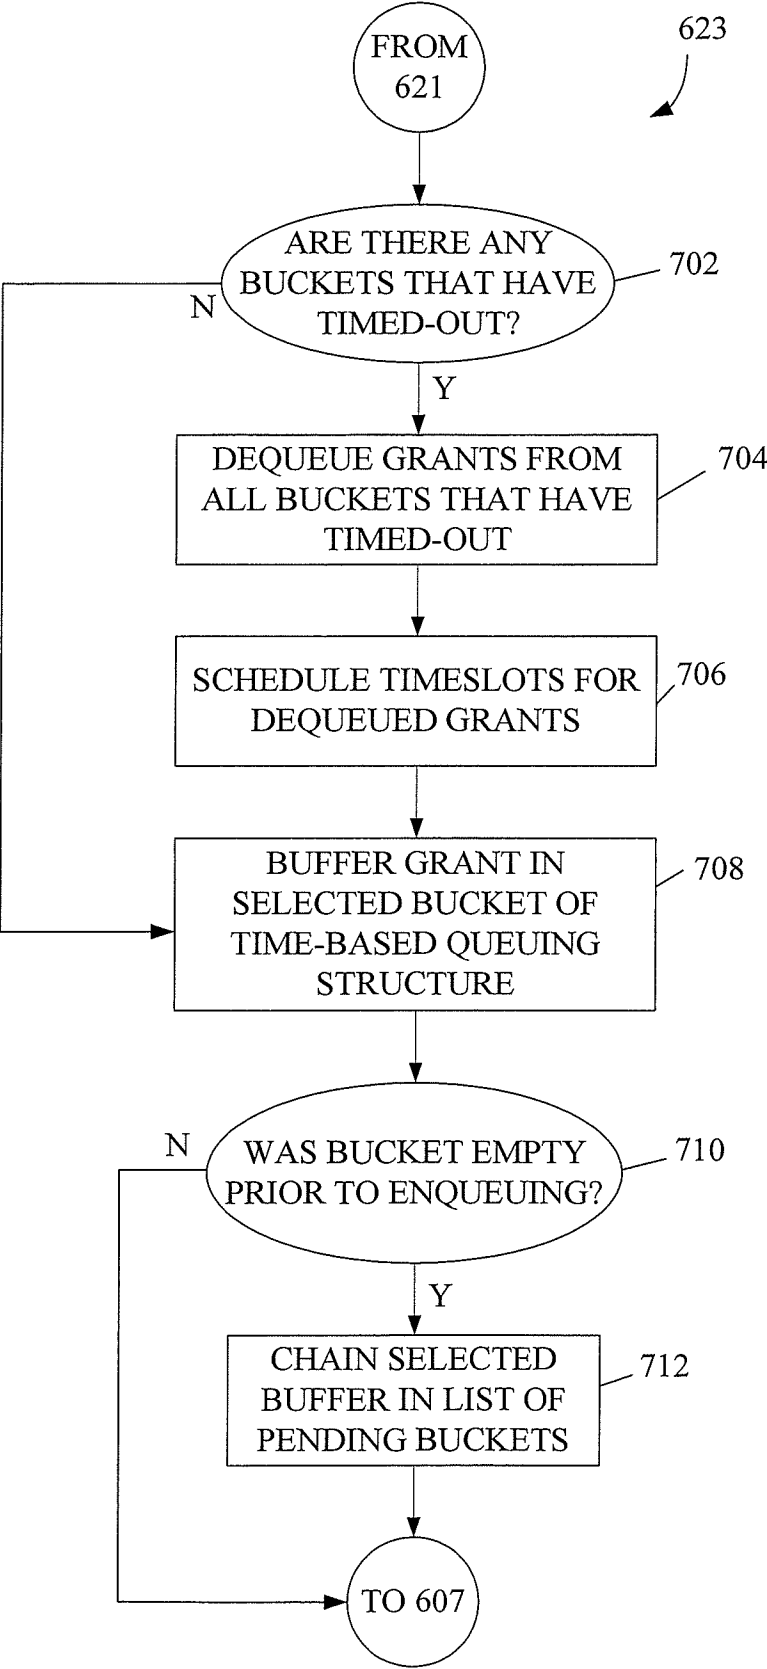 FROM
621
623
ARE THERE ANY
BUCKETS THAT HAVE
TIMED-OUT?
702
N
Y
DEQUEUE GRANTS FROM
ALL BUCKETS THAT HAVE
TIMED-OUT
704
SCHEDULE TIMESLOTS FOR
DEQUEUED GRANTS
706
BUFFER GRANT IN
SELECTED BUCKET OF
TIME-BASED QUEUING
STRUCTURE
708
WAS BUCKET EMPTY
PRIOR TO ENQUEUING?
710
N
Y
CHAIN SELECTED
BUFFER IN LIST OF
PENDING BUCKETS
712
TO 607